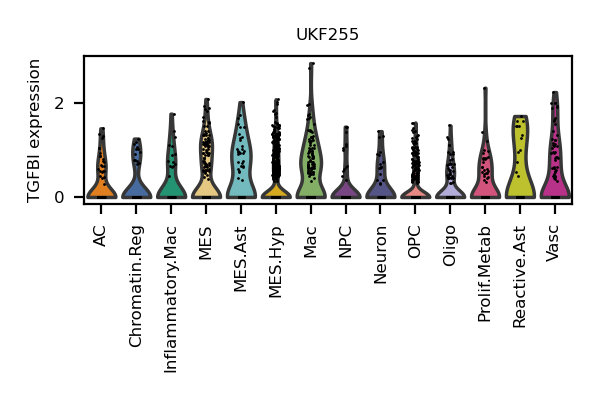 UKF255
TGFBI expression
2
0
AC
Chromatin.Reg
Inflammatory.Mac
MES
MES.Ast
MES.Hyp
Mac
NPC
Neuron
OPC
Oligo
Prolif.Metab
Reactive.Ast
Vasc